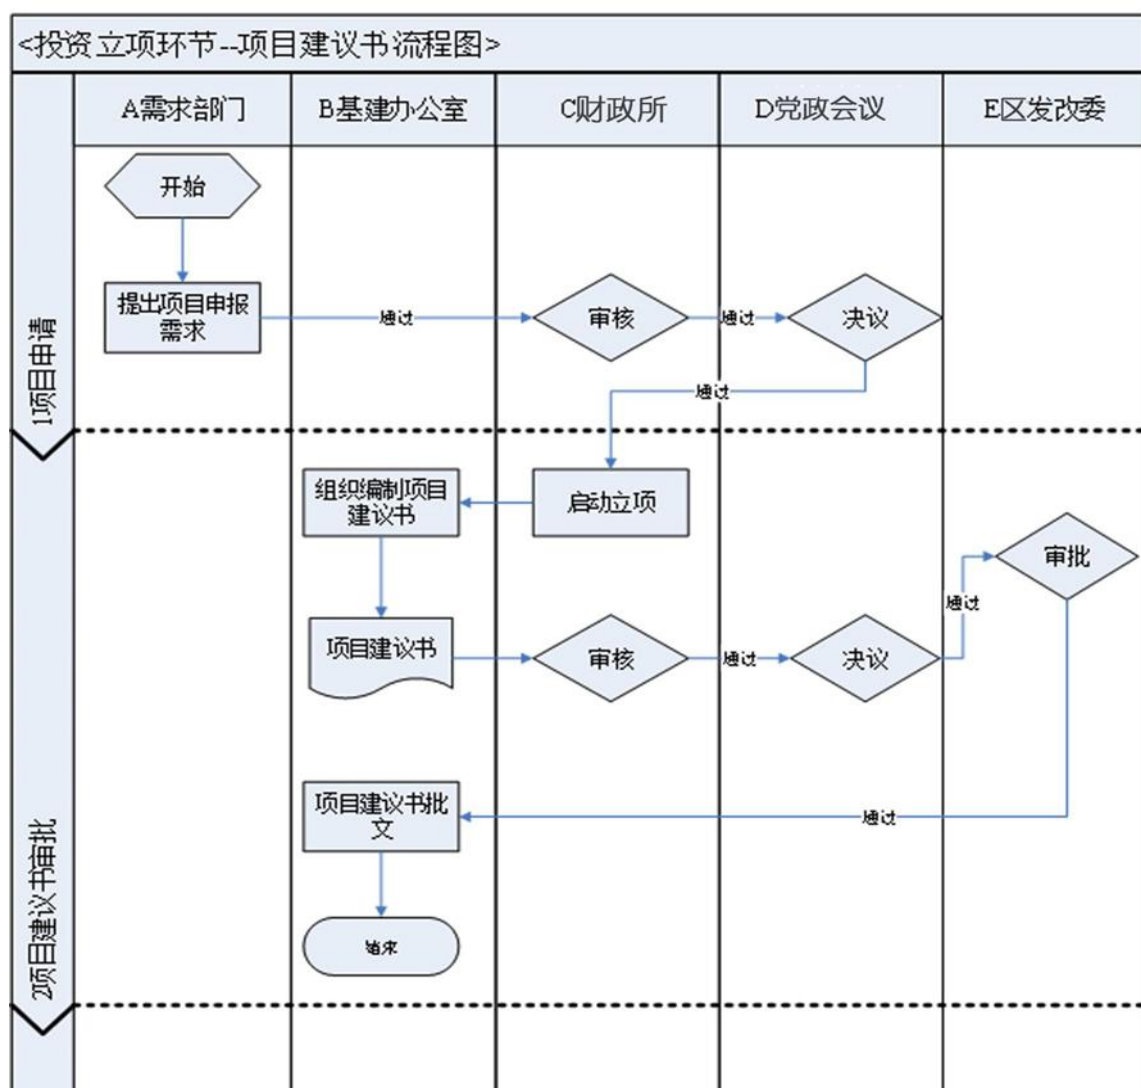 <投资立项环节--项目建议书流程图>
A需求部门
B基建办公室
C财政所
D党政会议
E区发改委
1项目申请
开始
提出项目申报
需求
通过
审核
通过
决议
通过
2项目建议书审批
组织编制项目
建议书
启动立项
审批
通过
项目建议书
审核
通过
决议
项目建议书批
文
通过
结束